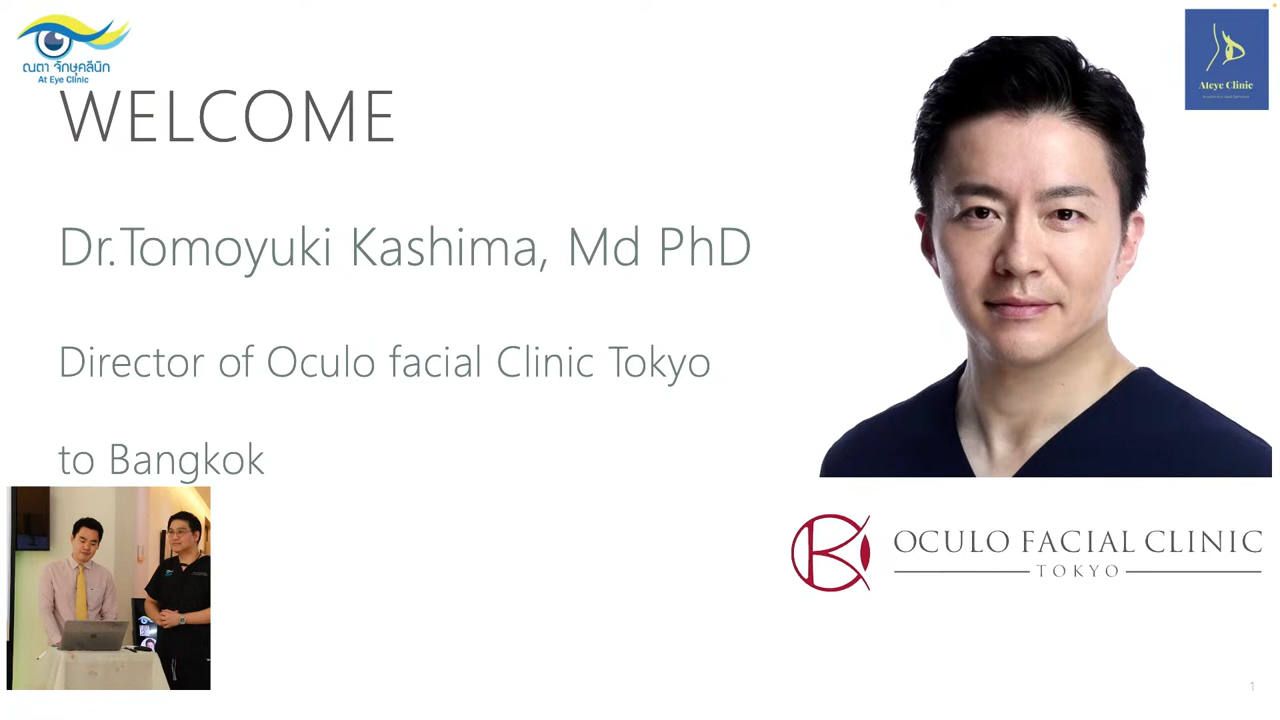 ณตา จักษุคลีนิก
At Eye Clinic
WELCOME
Ateye Clinic
Dr.Tomoyuki Kashima, Md PhD
Director of Oculo facial Clinic Tokyo
to Bangkok
OCULO FACIAL CLINIC
TOKYO
1